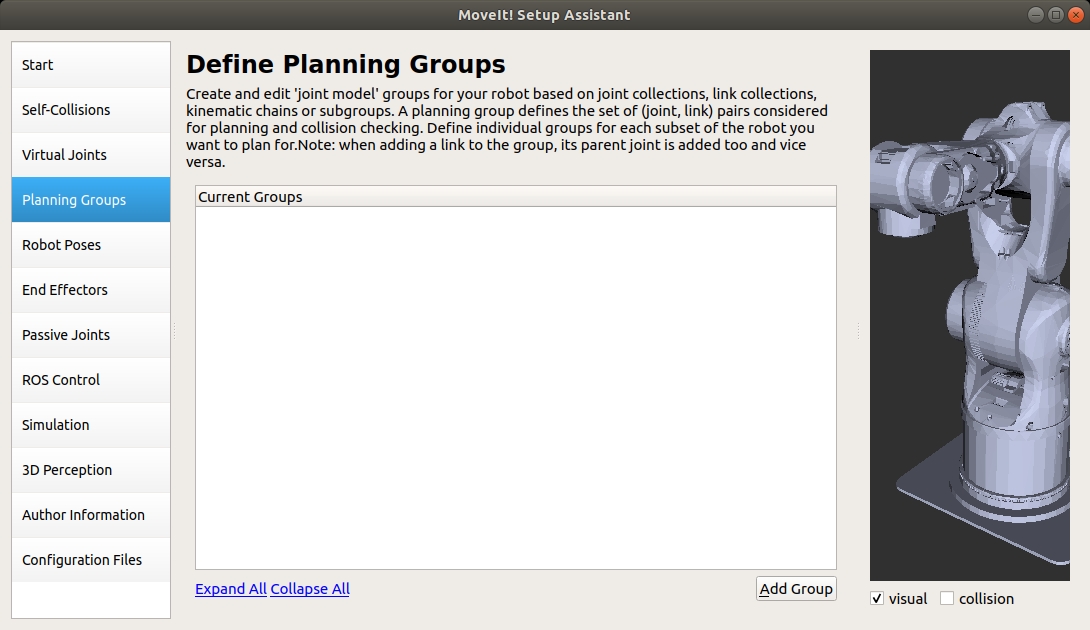 MoveIt! Setup Assistant
Start
Self-Collisions
Virtual Joints
Planning Groups
Robot Poses
End Effectors
Passive Joints
ROS Control
Simulation
3D Perception
Author Information
Configuration Files
Define Planning Groups
Create and edit 'joint model' groups for your robot based on joint collections, link collections,
kinematic chains or subgroups. A planning group defines the set of (joint, link) pairs considered
for planning and collision checking. Define individual groups for each subset of the robot you
want to plan for.Note: when adding a link to the group, its parent joint is added too and vice
versa.
Current Groups
Expand All Collapse All
Add Group
visual collision